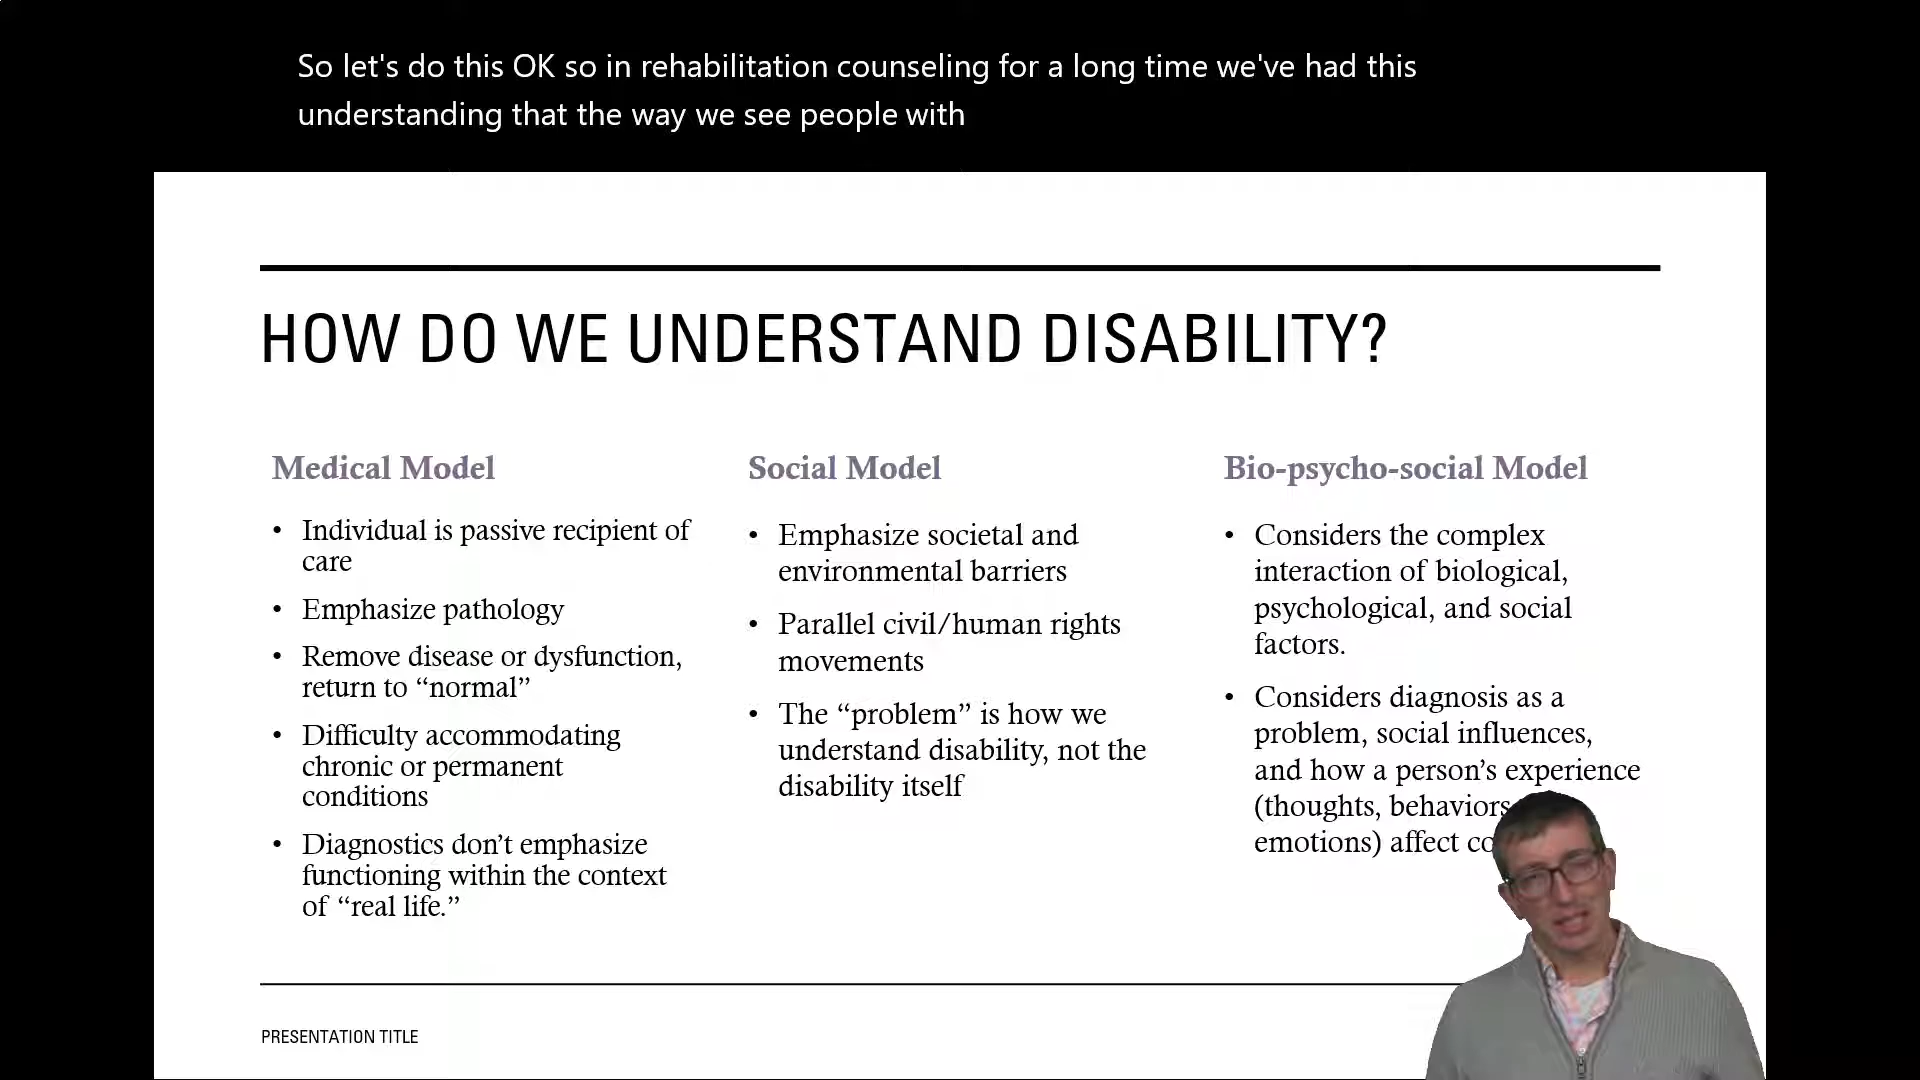 So let's do this OK so in rehabilitation counseling for a long time we've had this
understanding that the way we see people with
HOW DO WE UNDERSTAND DISABILITY?
Medical Model
• Individual is passive recipient of
care
• Emphasize pathology
• Remove disease or dysfunction,
return to “normal”
• Difficulty accommodating
chronic or permanent
conditions
• Diagnostics don’t emphasize
functioning within the context
of “real life.”
Social Model
• Emphasize societal and
environmental barriers
• Parallel civil/human rights
movements
• The “problem” is how we
understand disability, not the
disability itself
Bio-psycho-social Model
• Considers the complex
interaction of biological,
psychological, and social
factors.
• Considers diagnosis as a
problem, social influences,
and how a person’s experience
(thoughts, behaviors
emotions) affect
PRESENTATION TITLE